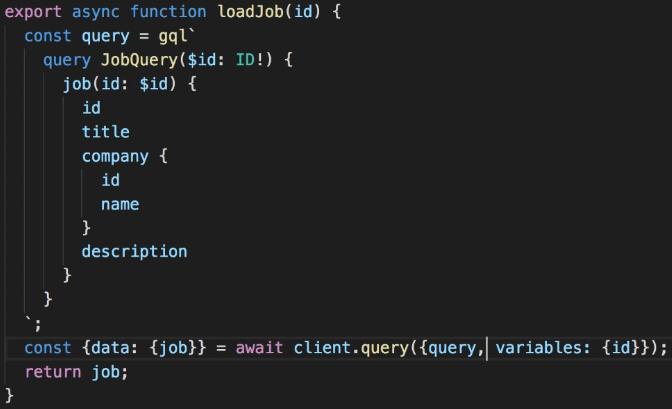 export async function loadJob(id) {
  const query = gql`
    query JobQuery($id: ID!) {
      job(id: $id) {
        id
        title
        company {
          id
          name
        }
        description
      }
    }
  `;
  const {data: {job}} = await client.query({query, variables: {id}});
  return job;
}